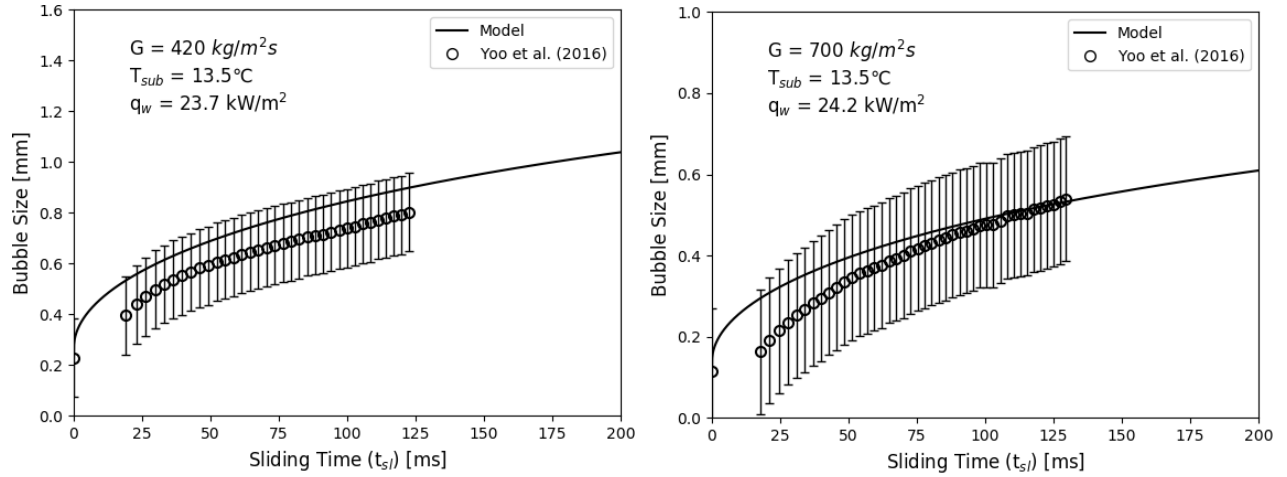 1.6
1.4
1.2
1.0
0.8
0.6
0.4
0.2
0.0
Bubble Size [mm]
G = 420 kg/m²s
T_sub = 13.5℃
q_w = 23.7 kW/m²
Model
Yoo et al. (2016)
0 25 50 75 100 125 150 175 200
Sliding Time (t_sl) [ms]
1.0
0.8
0.6
0.4
0.2
0.0
Bubble Size [mm]
G = 700 kg/m²s
T_sub = 13.5℃
q_w = 24.2 kW/m²
Model
Yoo et al. (2016)
0 25 50 75 100 125 150 175 200
Sliding Time (t_sl) [ms]